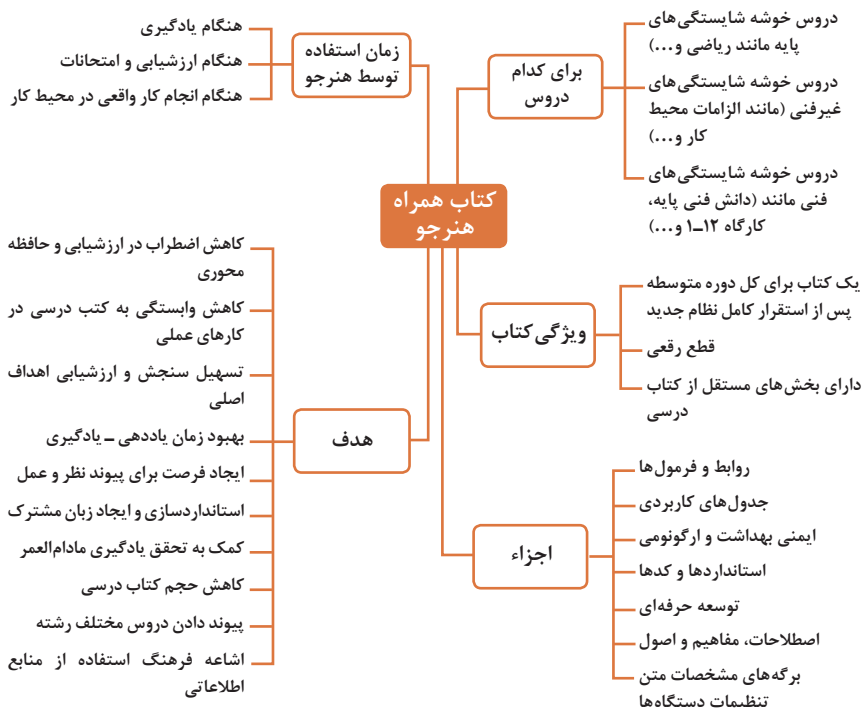 کتاب همراه
هنرجو
برای کدام
دروس
دروس خوشه شایستگی‌های
پایه مانند ریاضی و...)
دروس خوشه شایستگی‌های
غیرفنی (مانند الزامات محیط
کار و...)
دروس خوشه شایستگی‌های
فنی مانند (دانش فنی پایه،
کارگاه ۱۲ــ۱ و...)
ویژگی کتاب
یک کتاب برای کل دوره متوسطه
پس از استقرار کامل نظام جدید
قطع رقعی
دارای بخش‌های مستقل از کتاب
درسی
اجزاء
روابط و فرمول‌ها
جدول‌های کاربردی
ایمنی بهداشت و ارگونومی
استانداردها و کدها
توسعه حرفه‌ای
اصطلاحات، مفاهیم و اصول
برگه‌های مشخصات متن
تنظیمات دستگاه‌ها
زمان استفاده
توسط هنرجو
هنگام یادگیری
هنگام ارزشیابی و امتحانات
هنگام انجام کار واقعی در محیط کار
هدف
کاهش اضطراب در ارزشیابی و حافظه
محوری
کاهش وابستگی به کتب درسی در
کارهای عملی
تسهیل سنجش و ارزشیابی اهداف
اصلی
بهبود زمان یاددهی ــ یادگیری
ایجاد فرصت برای پیوند نظر و عمل
استانداردسازی و ایجاد زبان مشترک
کمک به تحقق یادگیری مادام‌العمر
کاهش حجم کتاب درسی
پیوند دادن دروس مختلف رشته
اشاعه فرهنگ استفاده از منابع
اطلاعاتی